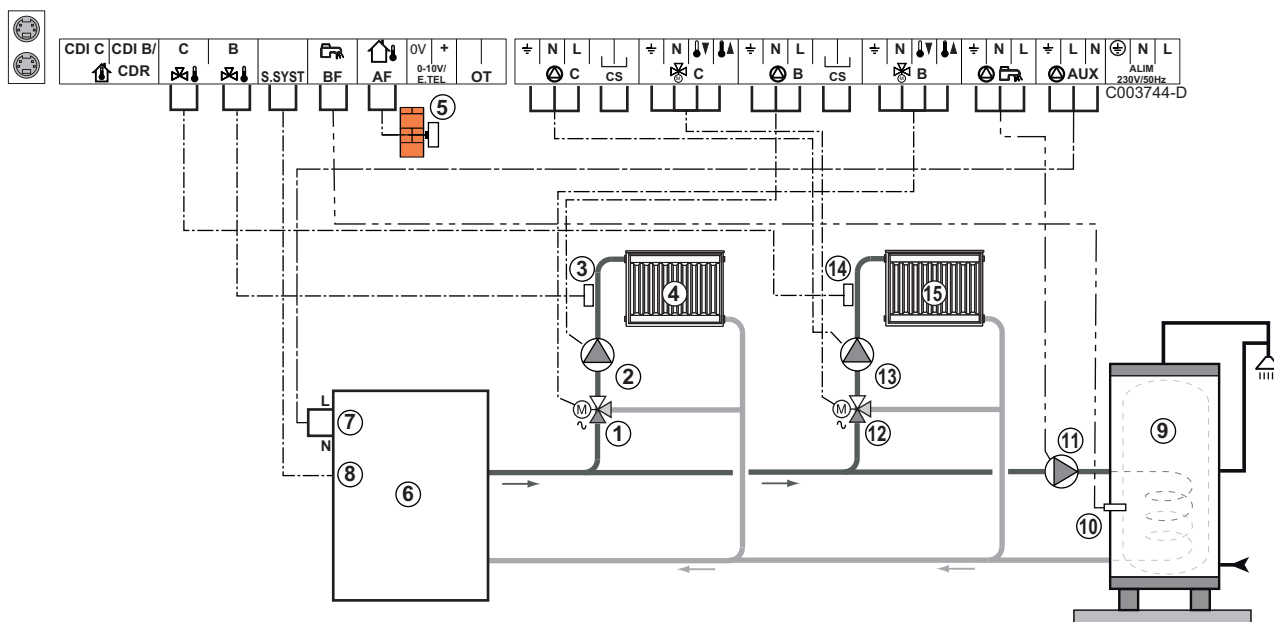 CDI C CDI B/ CDR
C
B
S.SYST
BF
AF
0V +
0-10V/
E.TEL
OT
N L
C
CS
N
C
N L
B
CS
N
B
N L
L N
AUX
N L
ALIM
230V/50Hz
C003744-D
5
3
4
14
15
2
13
M
1
M
12
L
7
N
8
6
11
9
10